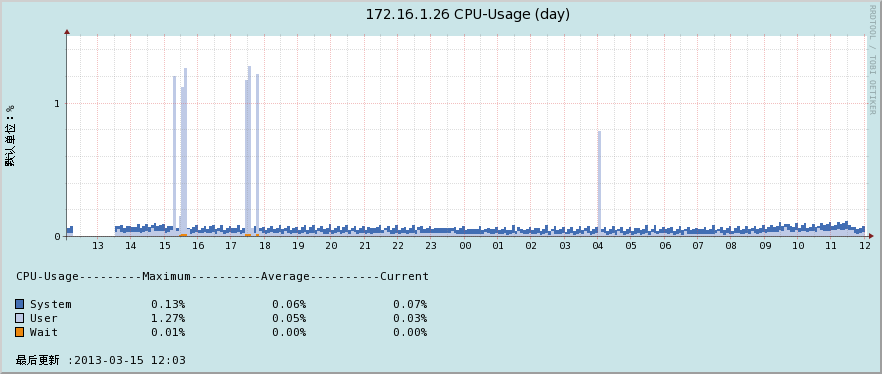 172.16.1.26 CPU-Usage (day)
RRDTOOL / TOBI OETIKER
默认单位：%
1
0
13 14 15 16 17 18 19 20 21 22 23 00 01 02 03 04 05 06 07 08 09 10 11 12
CPU-Usage---------Maximum----------Average----------Current
System 0.13% 0.06% 0.07%
User 1.27% 0.05% 0.03%
Wait 0.01% 0.00% 0.00%
最后更新 :2013-03-15 12:03